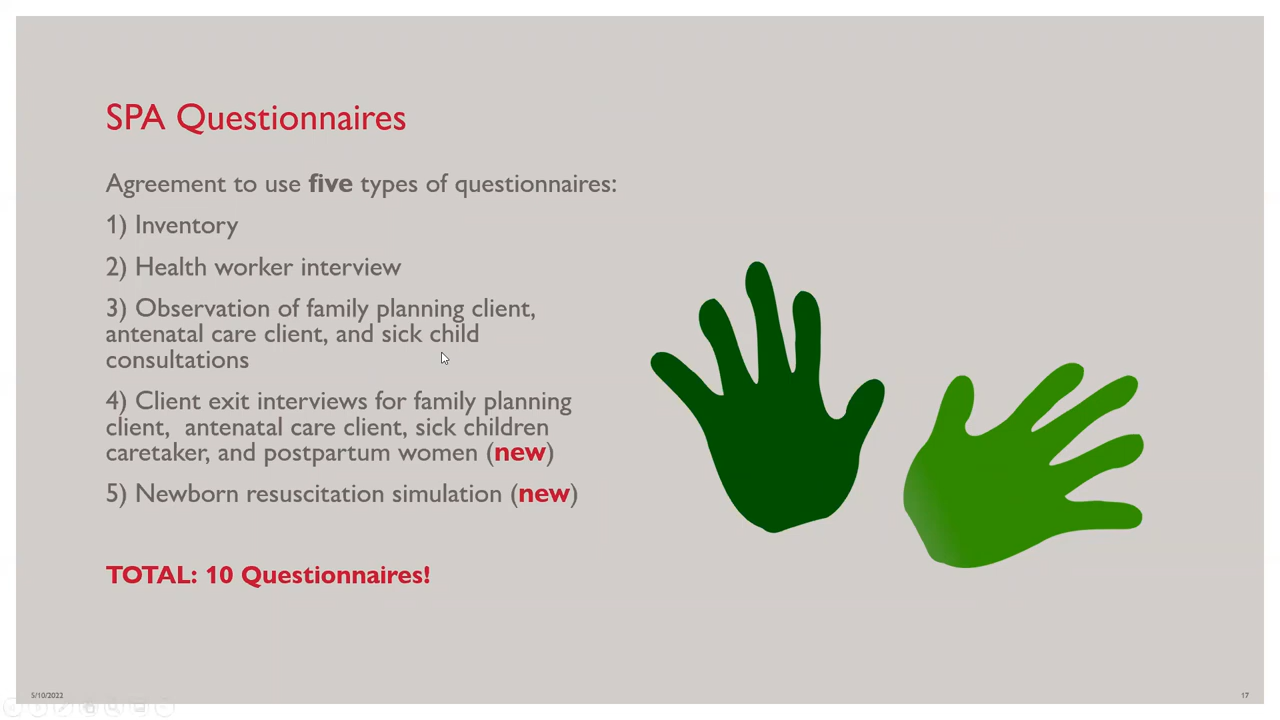 SPA Questionnaires
Agreement to use five types of questionnaires:
1) Inventory
2) Health worker interview
3) Observation of family planning client,
antenatal care client, and sick child
consultations
4) Client exit interviews for family planning
client,  antenatal care client, sick children
caretaker, and postpartum women (new)
5) Newborn resuscitation simulation (new)
TOTAL: 10 Questionnaires!
5/10/2022
17